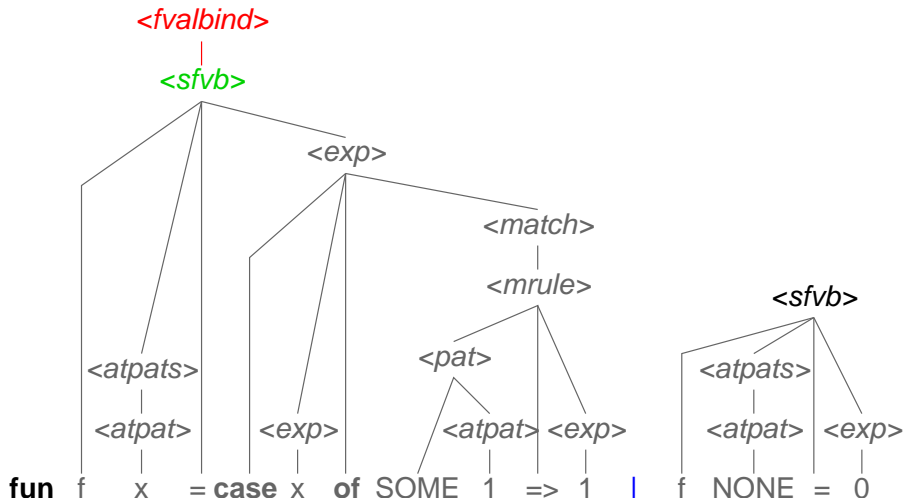 <fvalbind>
<sfvb>
<exp>
<match>
<mrule>
<sfvb>
<pat>
<atpats> <atpats>
<atpat> <exp> <atpat> <exp> <atpat> <exp>
fun f x = case x of SOME 1 => 1 | f NONE = 0